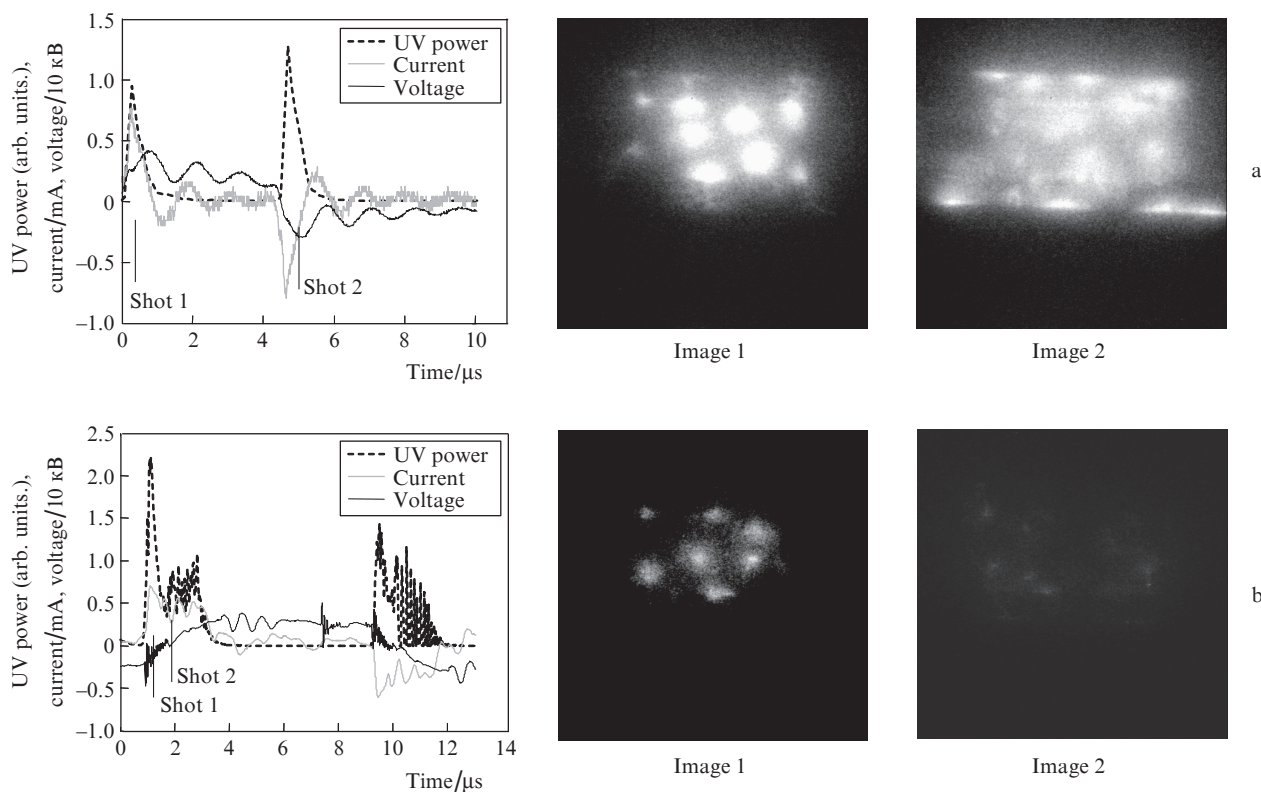 1.5
1.0
0.5
0
–0.5
–1.0
UV power (arb. units.),
current/mA, voltage/10 кВ
UV power
Current
Voltage
Shot 1
Shot 2
0 2 4 6 8 10
Time/μs
Image 1
Image 2
a
2.5
2.0
1.5
1.0
0.5
0
–0.5
–1.0
UV power (arb. units.),
current/mA, voltage/10 кВ
UV power
Current
Voltage
Shot 2
Shot 1
0 2 4 6 8 10 12 14
Time/μs
Image 1
Image 2
b